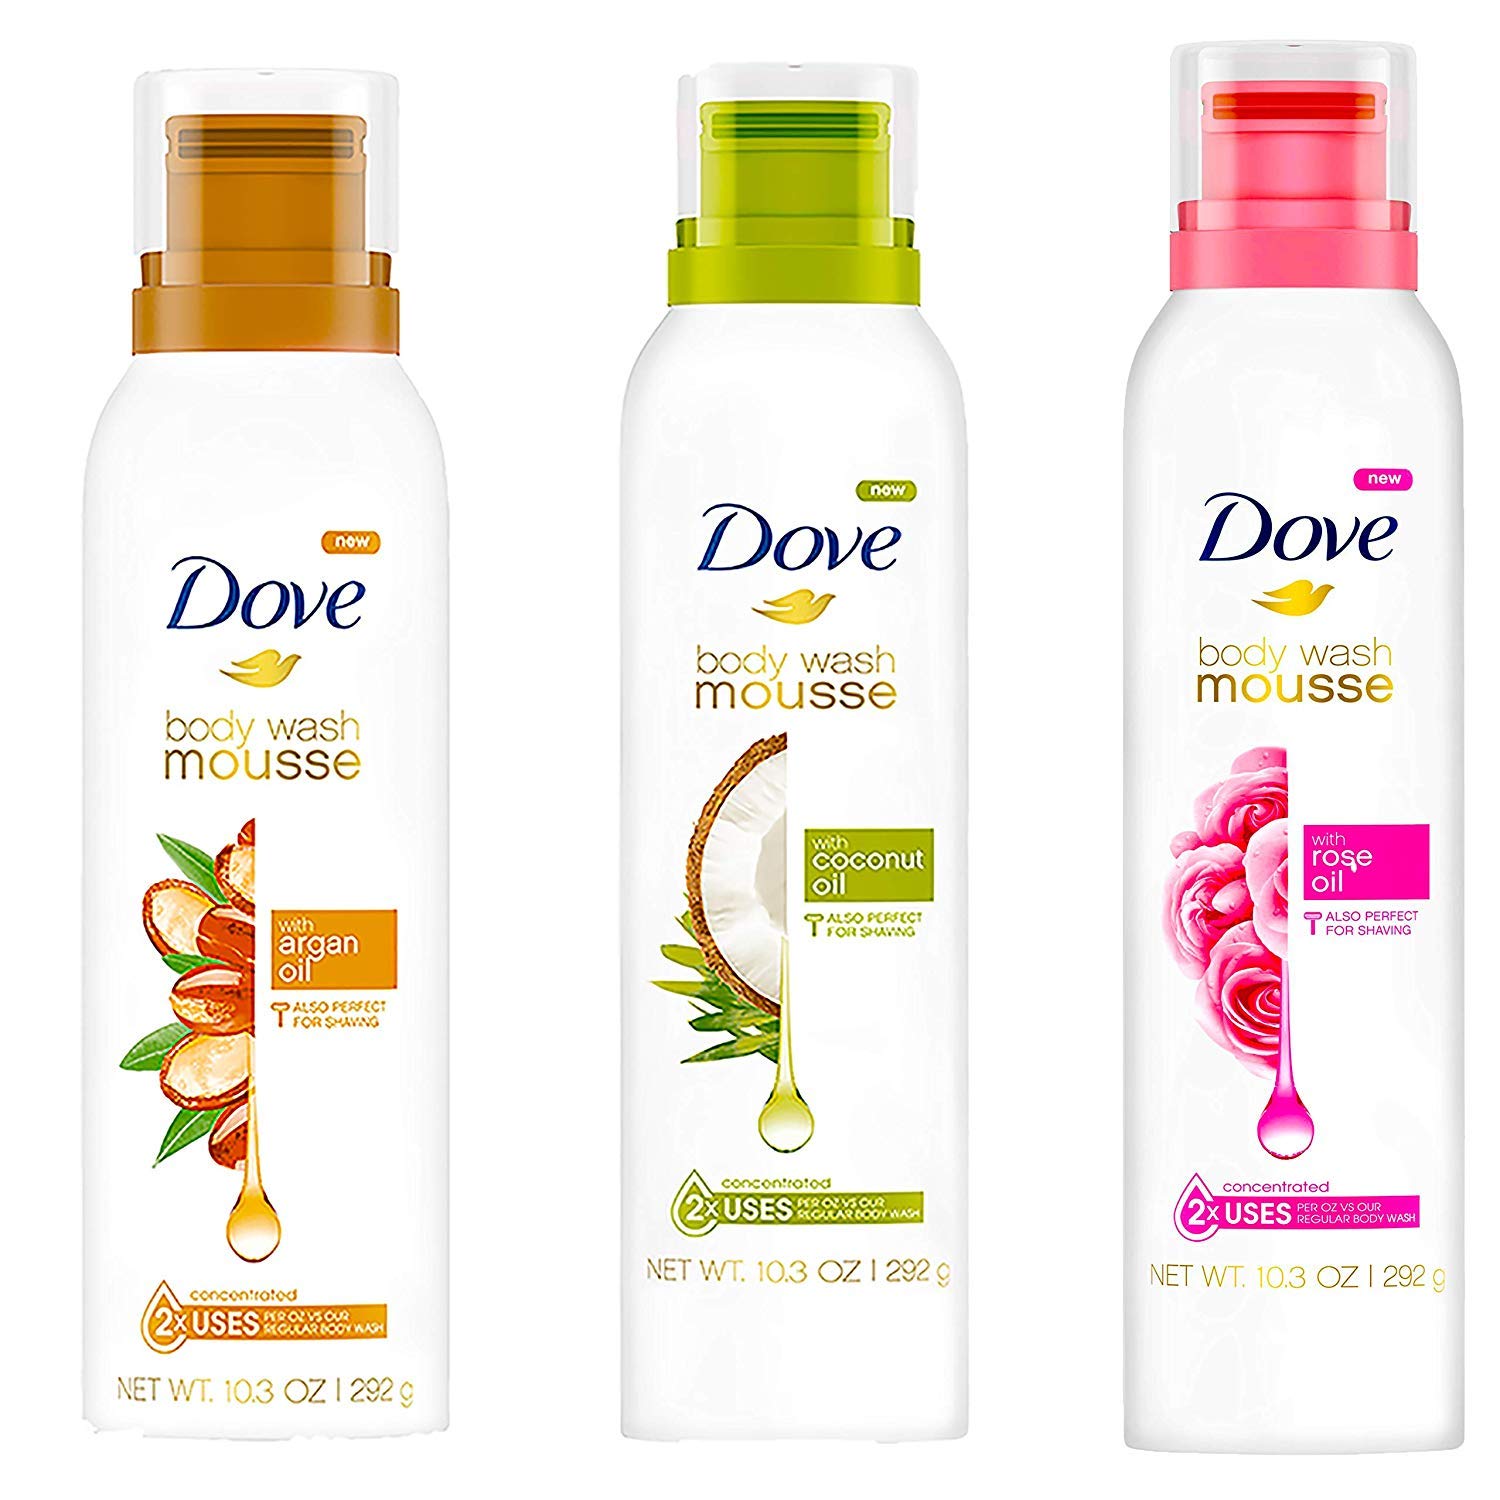 new
Dove
body wash
mousse
with
argan
oil
ALSO PERFECT
FOR SHAVING
concentrated
2x USES PER OZ VS OUR
REGULAR BODY WASH
NET WT. 10.3 OZ | 292 g
new
Dove
body wash
mousse
with
coconut
oil
ALSO PERFECT
FOR SHAVING
concentrated
2x USES PER OZ VS OUR
REGULAR BODY WASH
NET WT. 10.3 OZ | 292 g
new
Dove
body wash
mousse
with
rose
oil
ALSO PERFECT
FOR SHAVING
concentrated
2x USES PER OZ VS OUR
REGULAR BODY WASH
NET WT. 10.3 OZ | 292 g